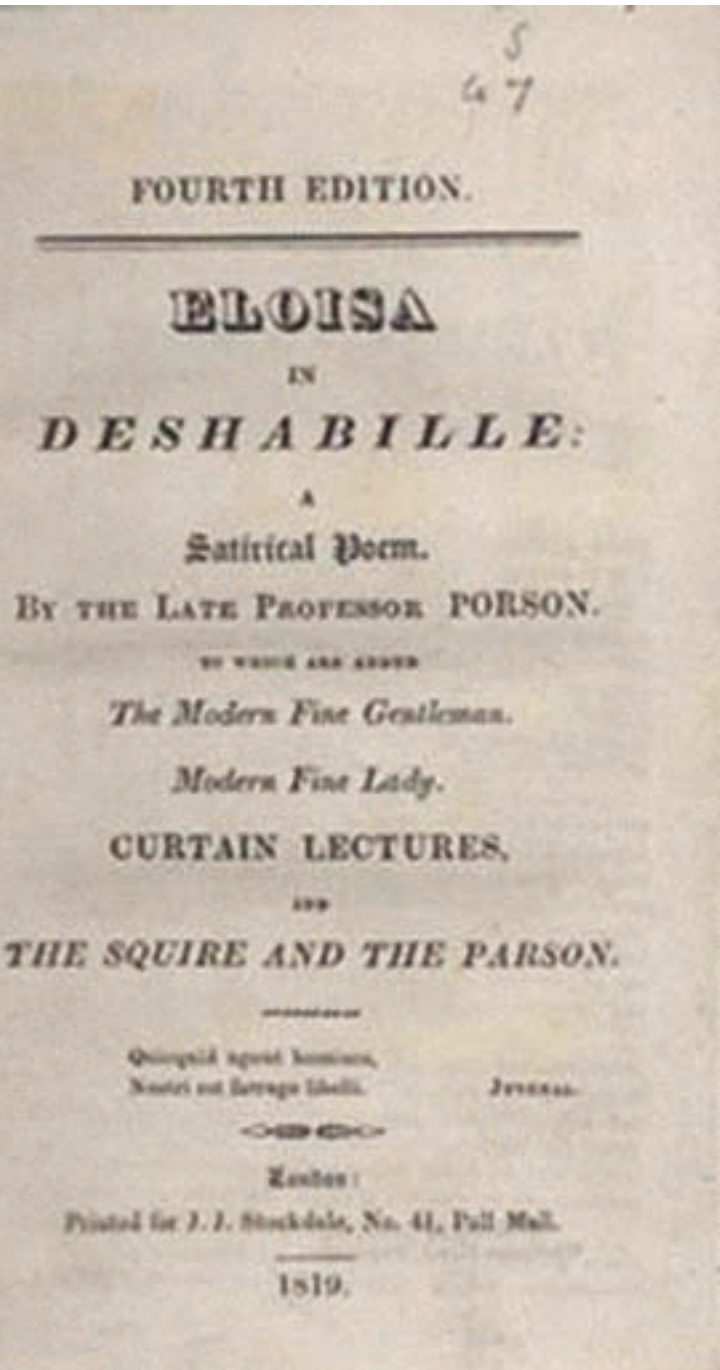 5
47
FOURTH EDITION.
ELOISA
IN
DESHABILLE:
A
Satirical Poem.
BY THE LATE PROFESSOR PORSON.
TO WHICH ARE ADDED
The Modern Fine Gentleman.
Modern Fine Lady.
CURTAIN LECTURES,
AND
THE SQUIRE AND THE PARSON.
Quicquid agunt homines,
Nostri est farrago libelli. JUVENAL.
London:
Printed for J. J. Stockdale, No. 41, Pall Mall.
1819.